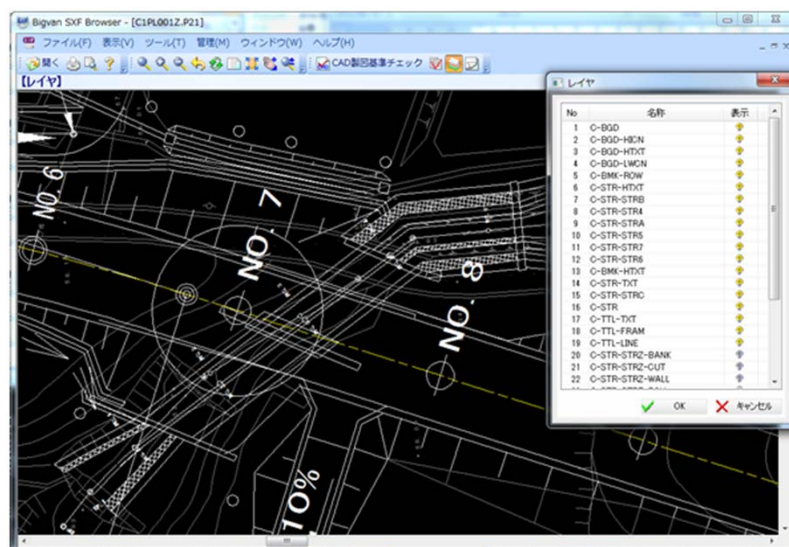 Bigvan SXF Browser - [C1PL001Z.P21]
ファイル(F) 表示(V) ツール(T) 管理(M) ウィンドウ(W) ヘルプ(H)
開く CAD製図基準チェック
【レイヤ】
NO. 6
NO. 7
NO. 8
10%
レイヤ
No 名称 表示
1 C-BGD
2 C-BGD-HICN
3 C-BGD-HTXT
4 C-BGD-LWCN
5 C-BMK-ROW
6 C-STR-HTXT
7 C-STR-STRB
8 C-STR-STR4
9 C-STR-STRA
10 C-STR-STR5
11 C-STR-STR7
12 C-STR-STR6
13 C-BMK-HTXT
14 C-STR-TXT
15 C-STR-STRC
16 C-STR
17 C-TTL-TXT
18 C-TTL-FRAM
19 C-TTL-LINE
20 C-STR-STRZ-BANK
21 C-STR-STRZ-CUT
22 C-STR-STRZ-WALL
OK キャンセル